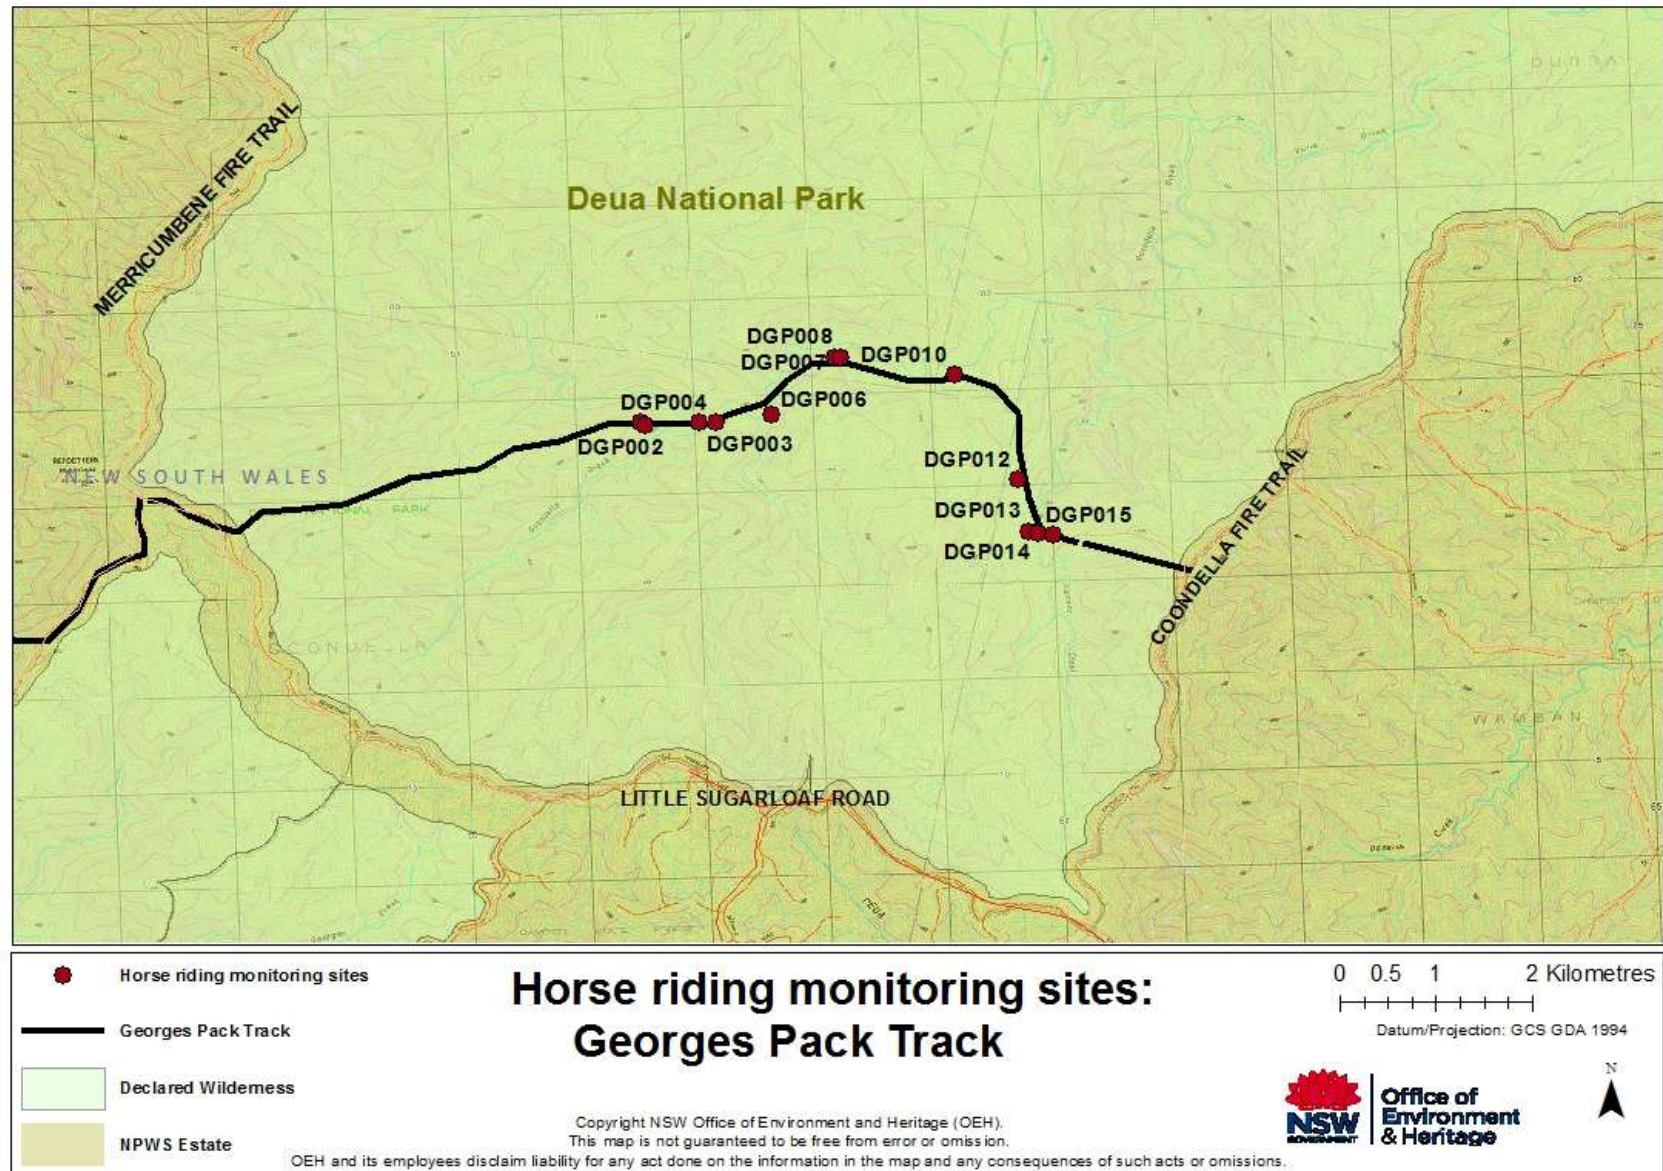 MERRICUMBENE FIRE TRAIL
Deua National Park
DGP008
DGP007
DGP010
DGP004
DGP006
DGP002
DGP003
NEW SOUTH WALES
DGP012
DGP013
DGP015
DGP014
COONDELLA FIRE TRAIL
WAMBAN
LITTLE SUGARLOAF ROAD
DEUA
Horse riding monitoring sites
Georges Pack Track
Declared Wilderness
NPWS Estate
Horse riding monitoring sites:
Georges Pack Track
Copyright NSW Office of Environment and Heritage (OEH).
This map is not guaranteed to be free from error or omission.
OEH and its employees disclaim liability for any act done on the information in the map and any consequences of such acts or omissions.
0 0.5 1 2 Kilometres
Datum/Projection: GCS GDA 1994
N
NSW
GOVERNMENT
Office of
Environment
& Heritage